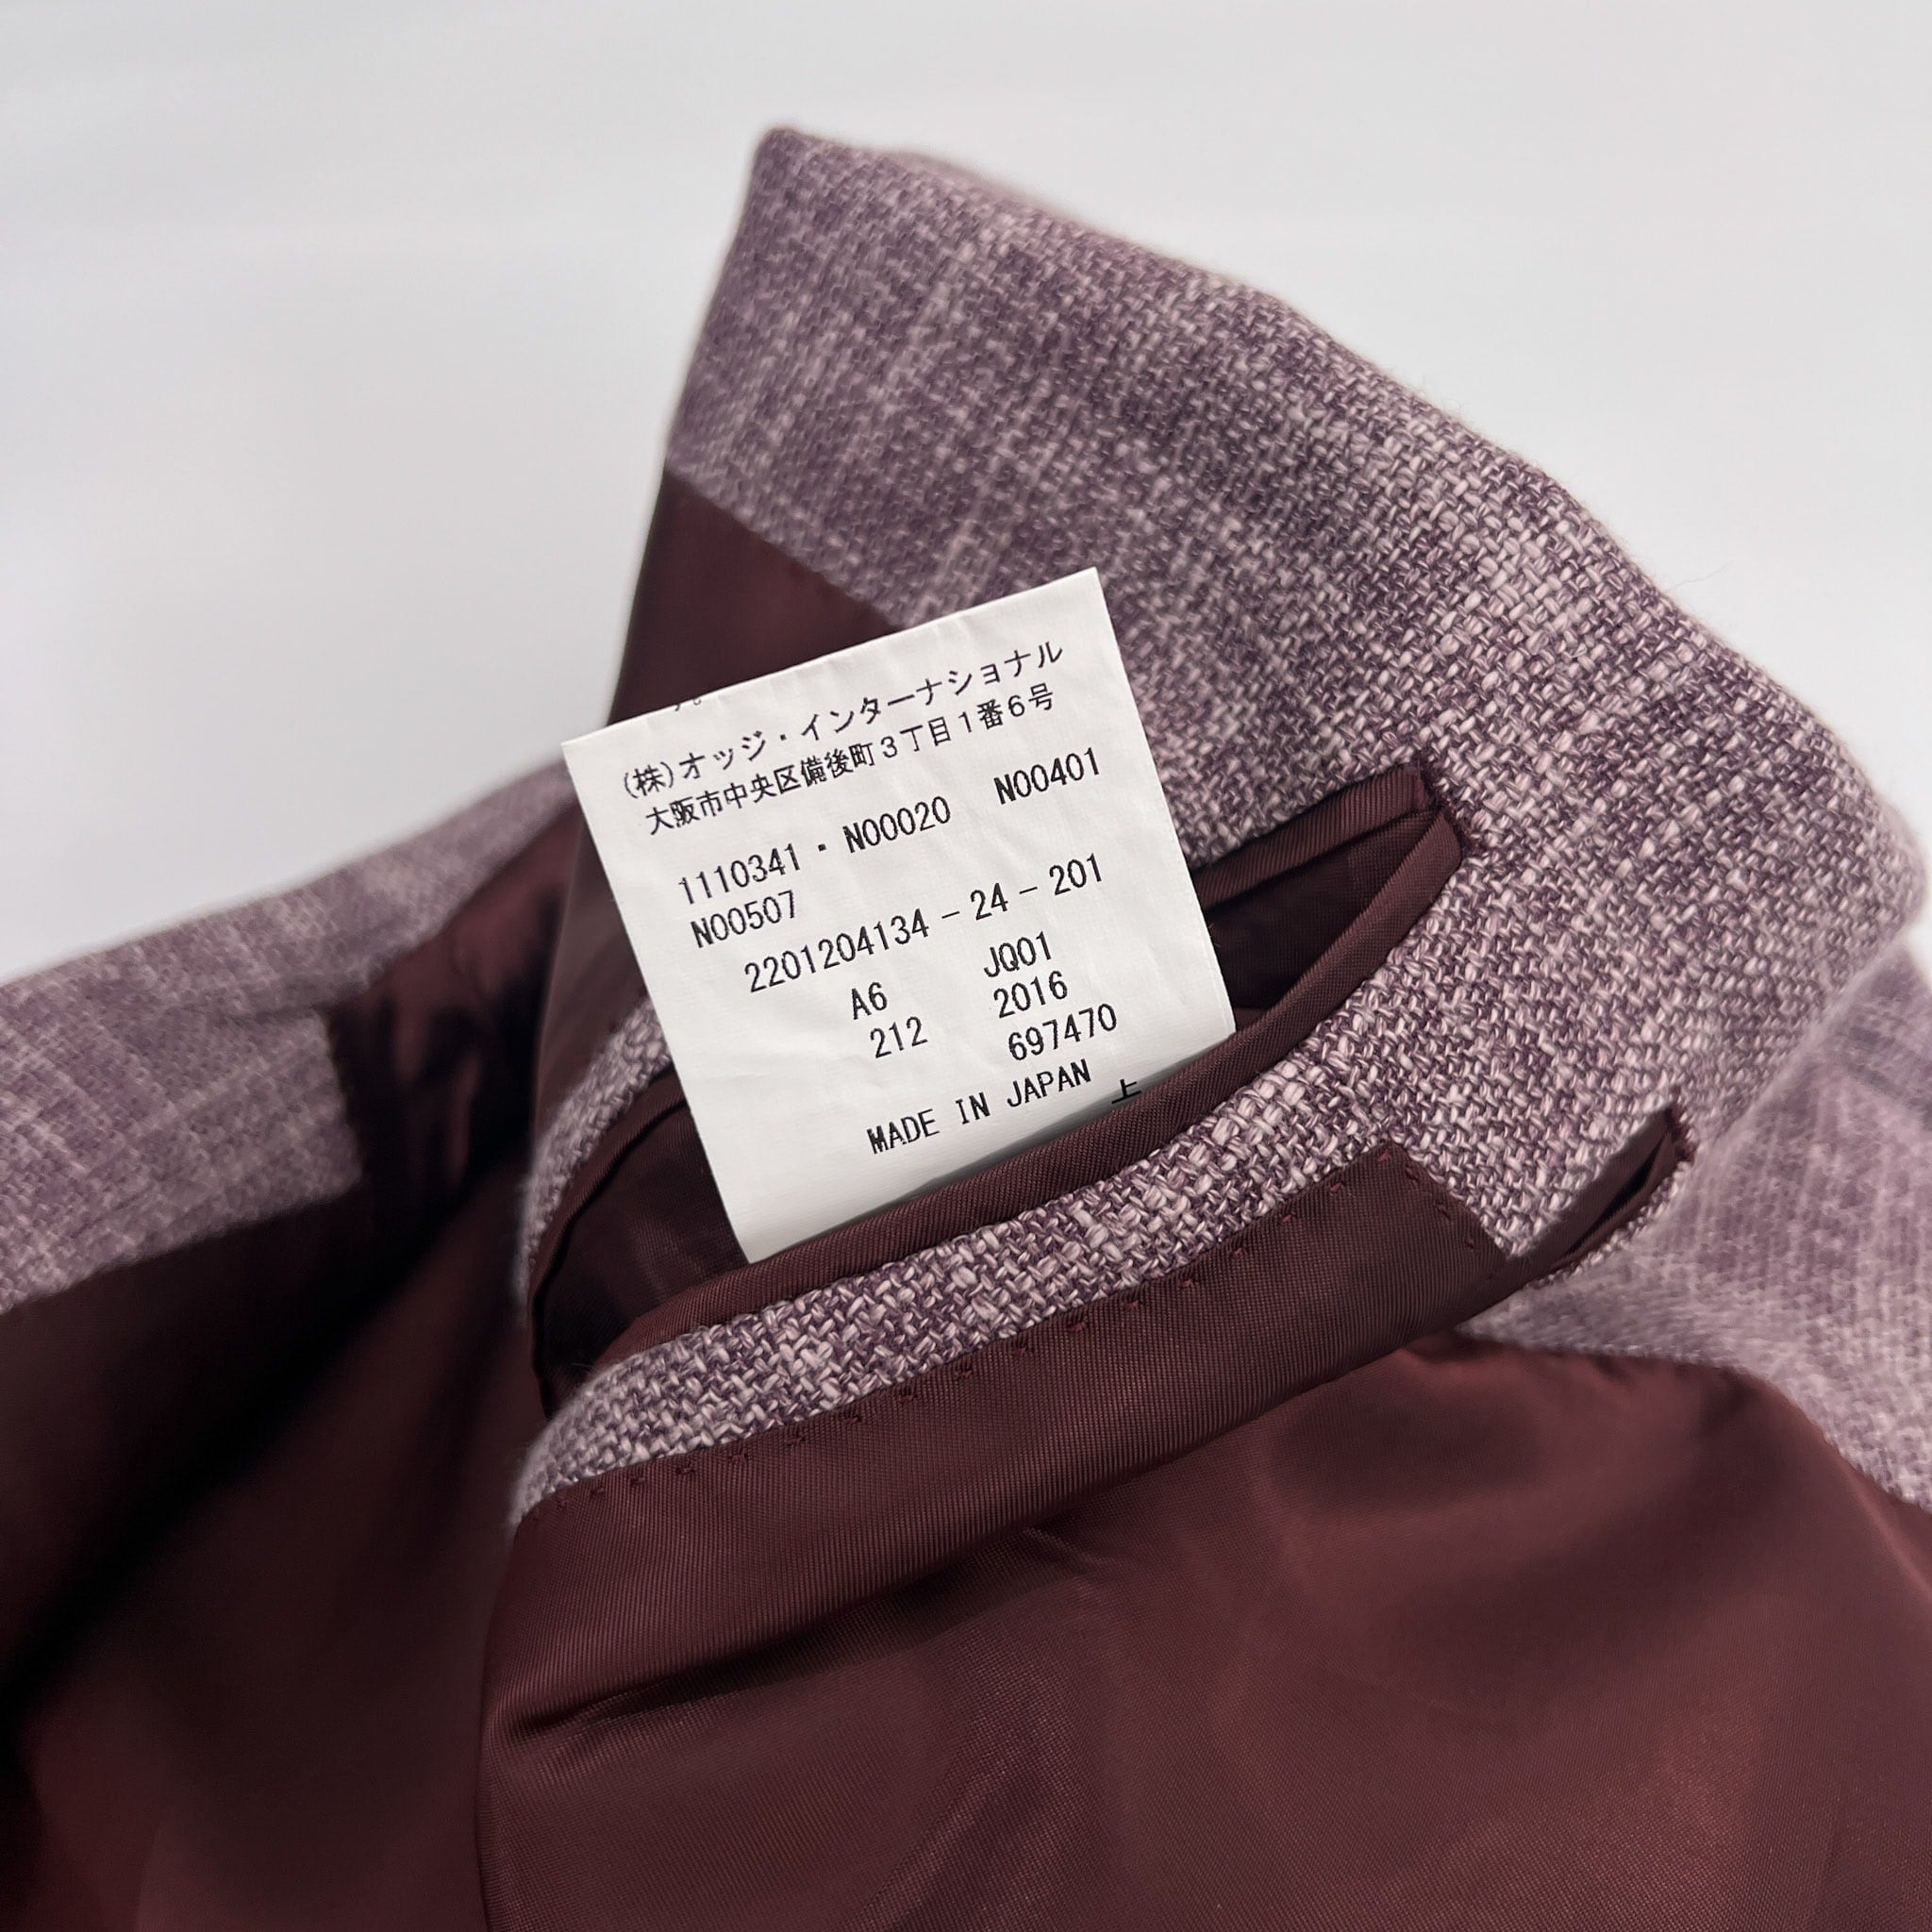 す。
(株)オッジ・インターナショナル
大阪市中央区備後町3丁目1番6号
1110341・N00020 N00401
N00507
2201204134-24-201
A6 JQ01
212 2016
697470
MADE IN JAPAN 上